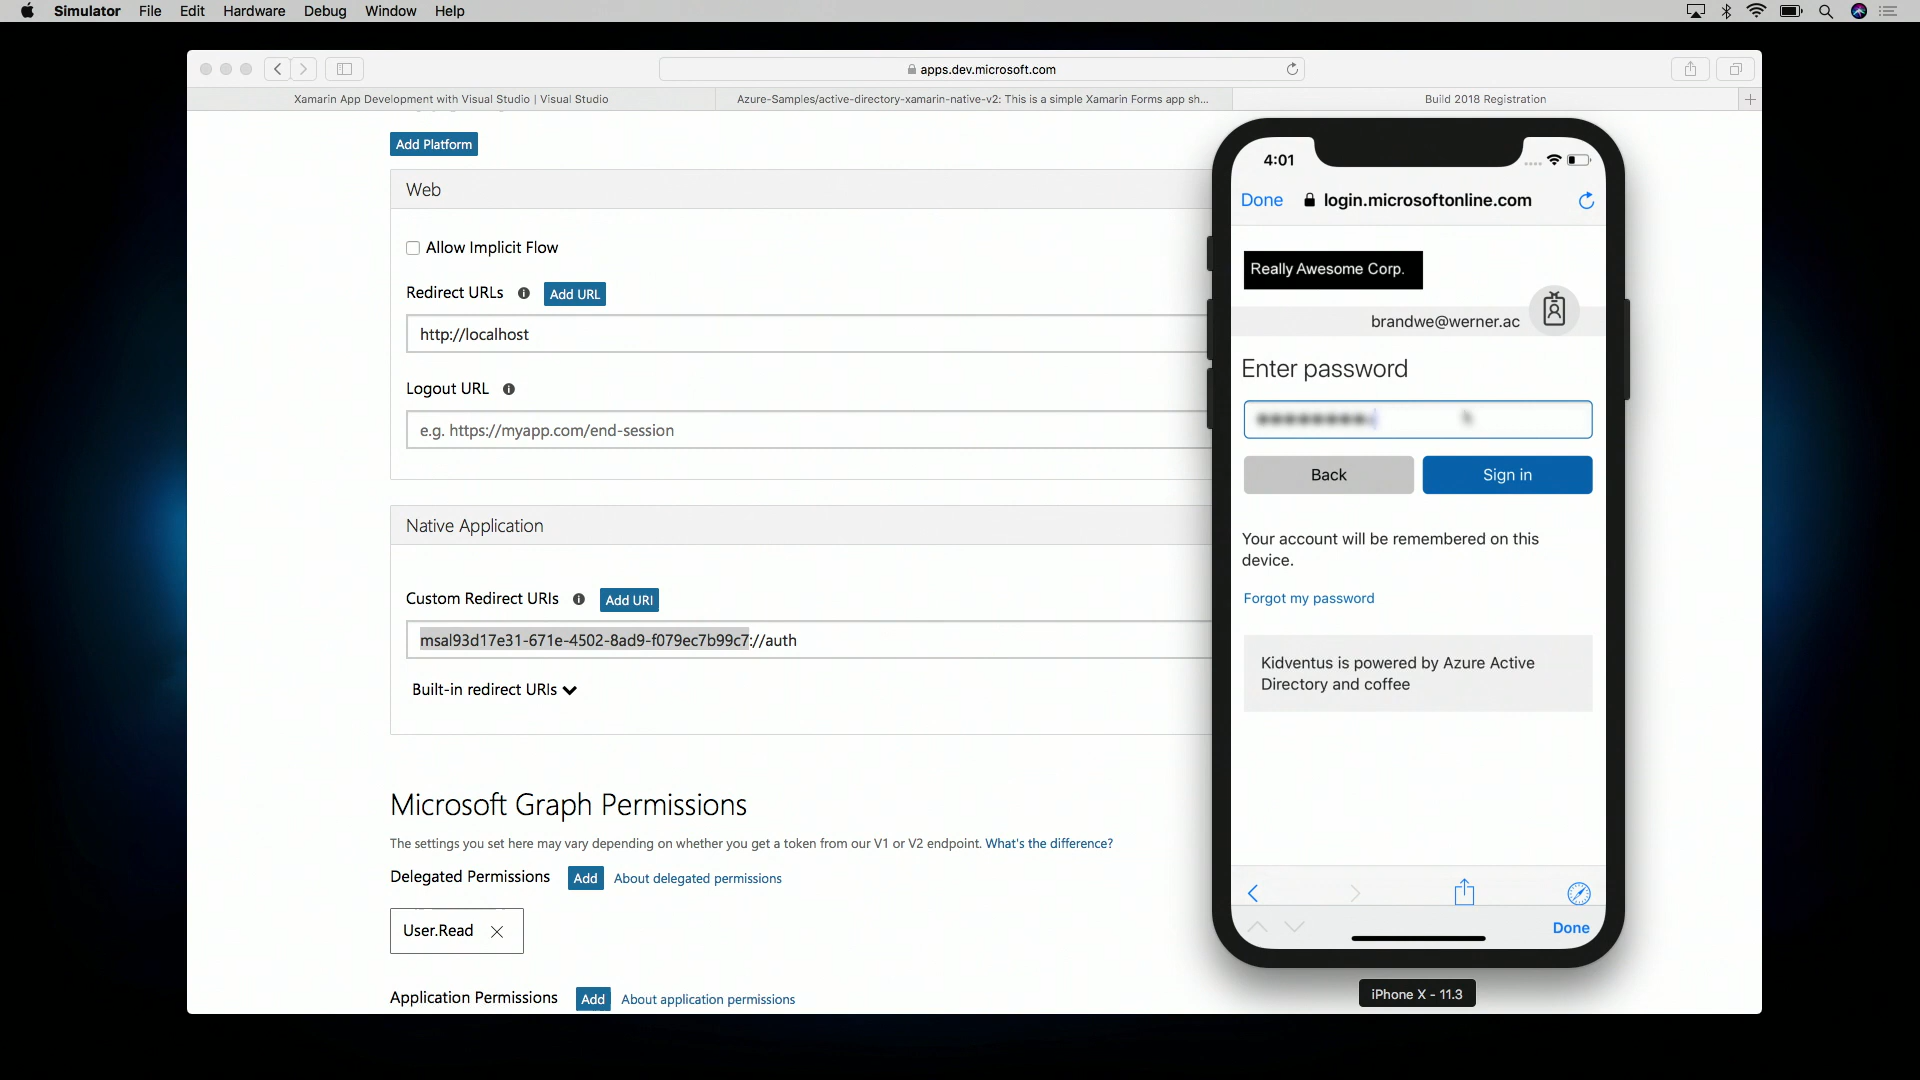 Simulator File Edit Hardware Debug Window Help
apps.dev.microsoft.com
Xamarin App Development with Visual Studio | Visual Studio
Azure-Samples/active-directory-xamarin-native-v2: This is a simple Xamarin Forms app sh...
Build 2018 Registration
Add Platform
Web
Allow Implicit Flow
Redirect URLs Add URL
http://localhost
Logout URL
e.g. https://myapp.com/end-session
Native Application
Custom Redirect URIs Add URI
msal93d17e31-671e-4502-8ad9-f079ec7b99c7://auth
Built-in redirect URIs
Microsoft Graph Permissions
The settings you set here may vary depending on whether you get a token from our V1 or V2 endpoint. What's the difference?
Delegated Permissions Add About delegated permissions
User.Read
Application Permissions Add About application permissions
4:01
Done login.microsoftonline.com
Really Awesome Corp.
brandwe@werner.ac
Enter password
Back Sign in
Your account will be remembered on this
device.
Forgot my password
Kidventus is powered by Azure Active
Directory and coffee
Done
iPhone X - 11.3